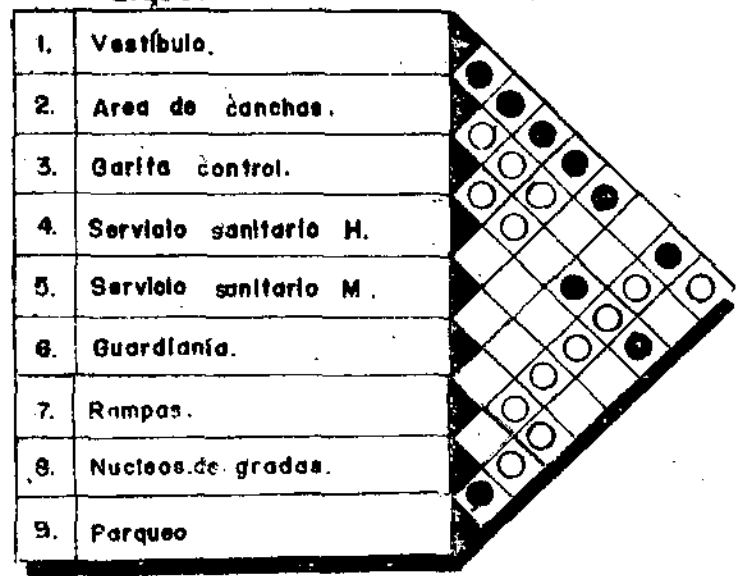 1. Vestíbulo.
2. Area de canchas.
3. Garita control.
4. Servicio sanitario H.
5. Servicio sanitario M.
6. Guardianía.
7. Rampas.
8. Nucleos de gradas.
9. Parqueo